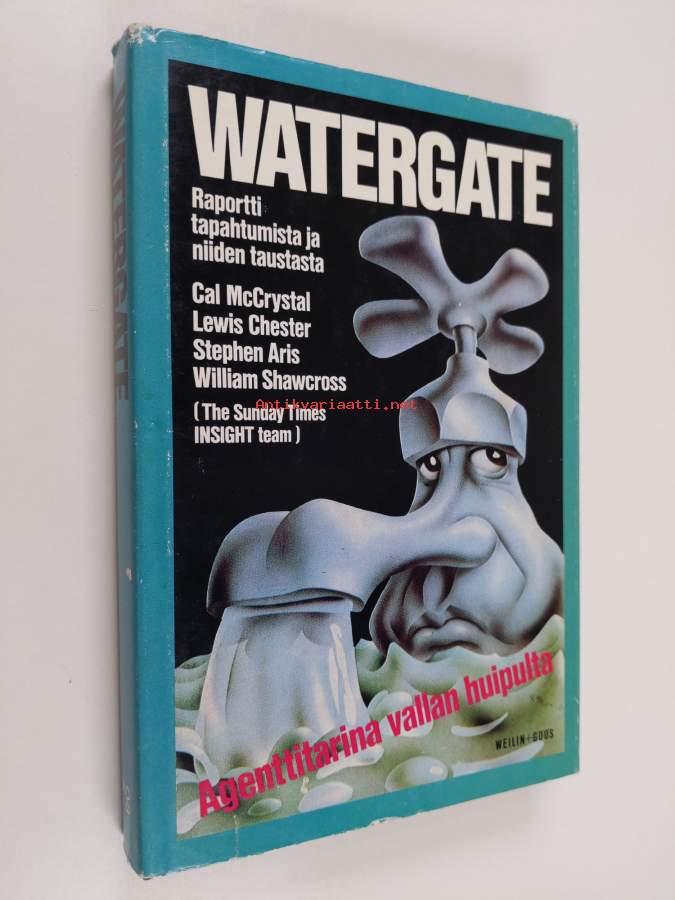 WATERGATE
Raportti
tapahtumista ja
niiden taustasta
Cal McCrystal
Lewis Chester
Stephen Aris
William Shawcross
Antikvariaatti.net
(The Sunday Times
INSIGHT team)
Agenttitarina vallan huipulta
WEILIN+GÖÖS
WATERGATE